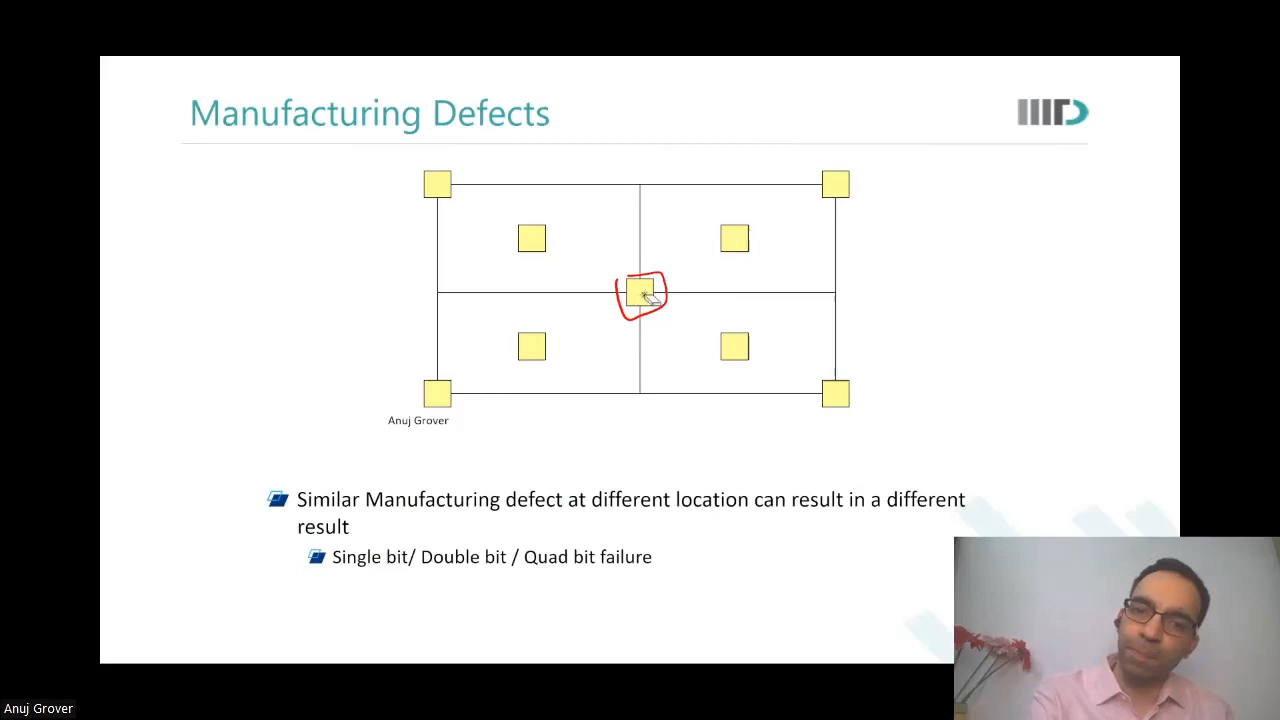 Manufacturing Defects
IIITD
Anuj Grover
Similar Manufacturing defect at different location can result in a different
result
Single bit/ Double bit / Quad bit failure
Anuj Grover